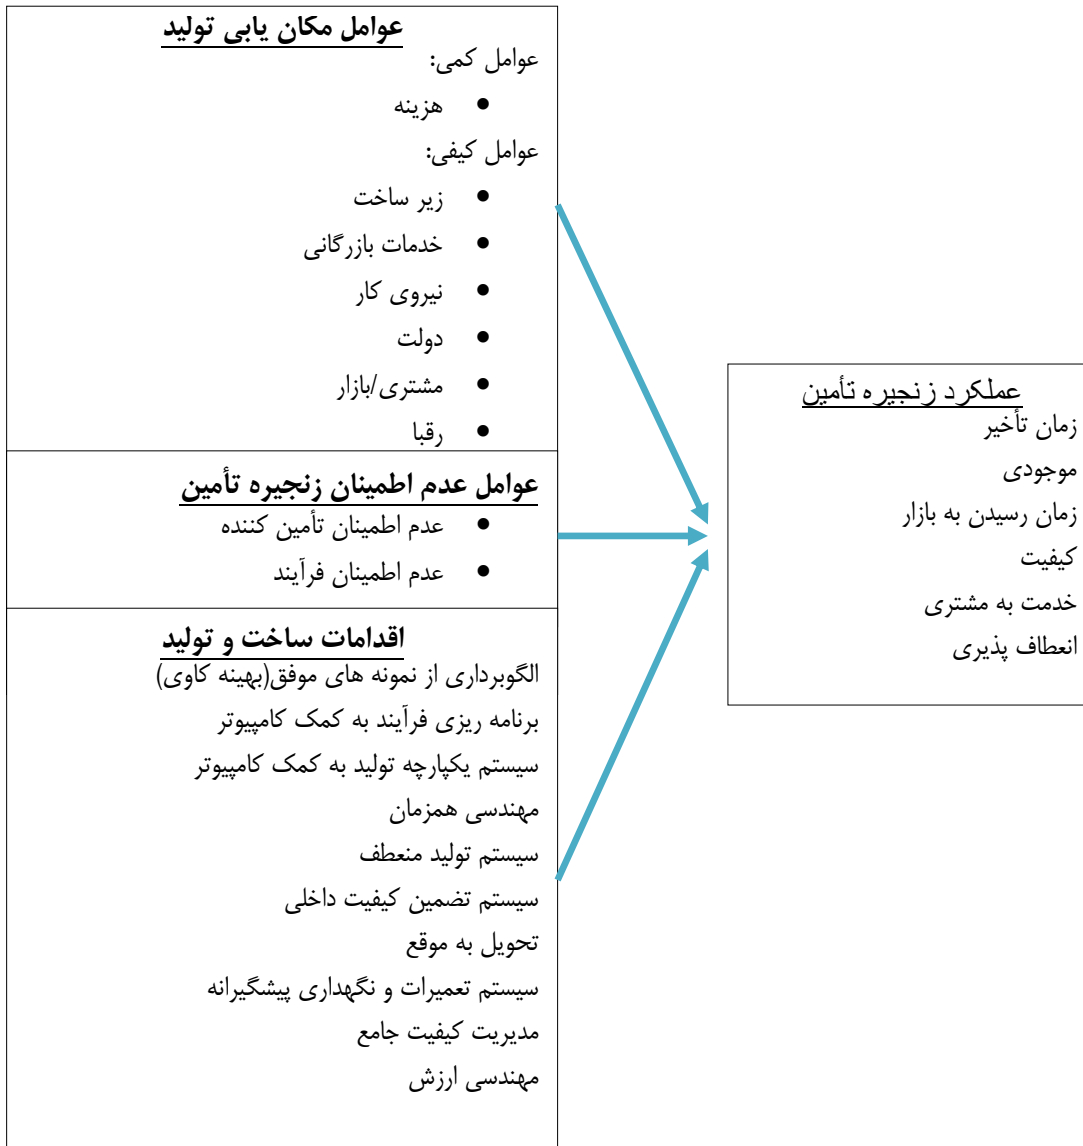 عوامل مکان یابی تولید
عوامل کمی:
• هزینه
عوامل کیفی:
• زیر ساخت
• خدمات بازرگانی
• نیروی کار
• دولت
• مشتری/بازار
• رقبا
عوامل عدم اطمینان زنجیره تأمین
• عدم اطمینان تأمین کننده
• عدم اطمینان فرآیند
اقدامات ساخت و تولید
الگوبرداری از نمونه های موفق(بهینه کاوی)
برنامه ریزی فرآیند به کمک کامپیوتر
سیستم یکپارچه تولید به کمک کامپیوتر
مهندسی همزمان
سیستم تولید منعطف
سیستم تضمین کیفیت داخلی
تحویل به موقع
سیستم تعمیرات و نگهداری پیشگیرانه
مدیریت کیفیت جامع
مهندسی ارزش
عملکرد زنجیره تأمین
زمان تأخیر
موجودی
زمان رسیدن به بازار
کیفیت
خدمت به مشتری
انعطاف پذیری